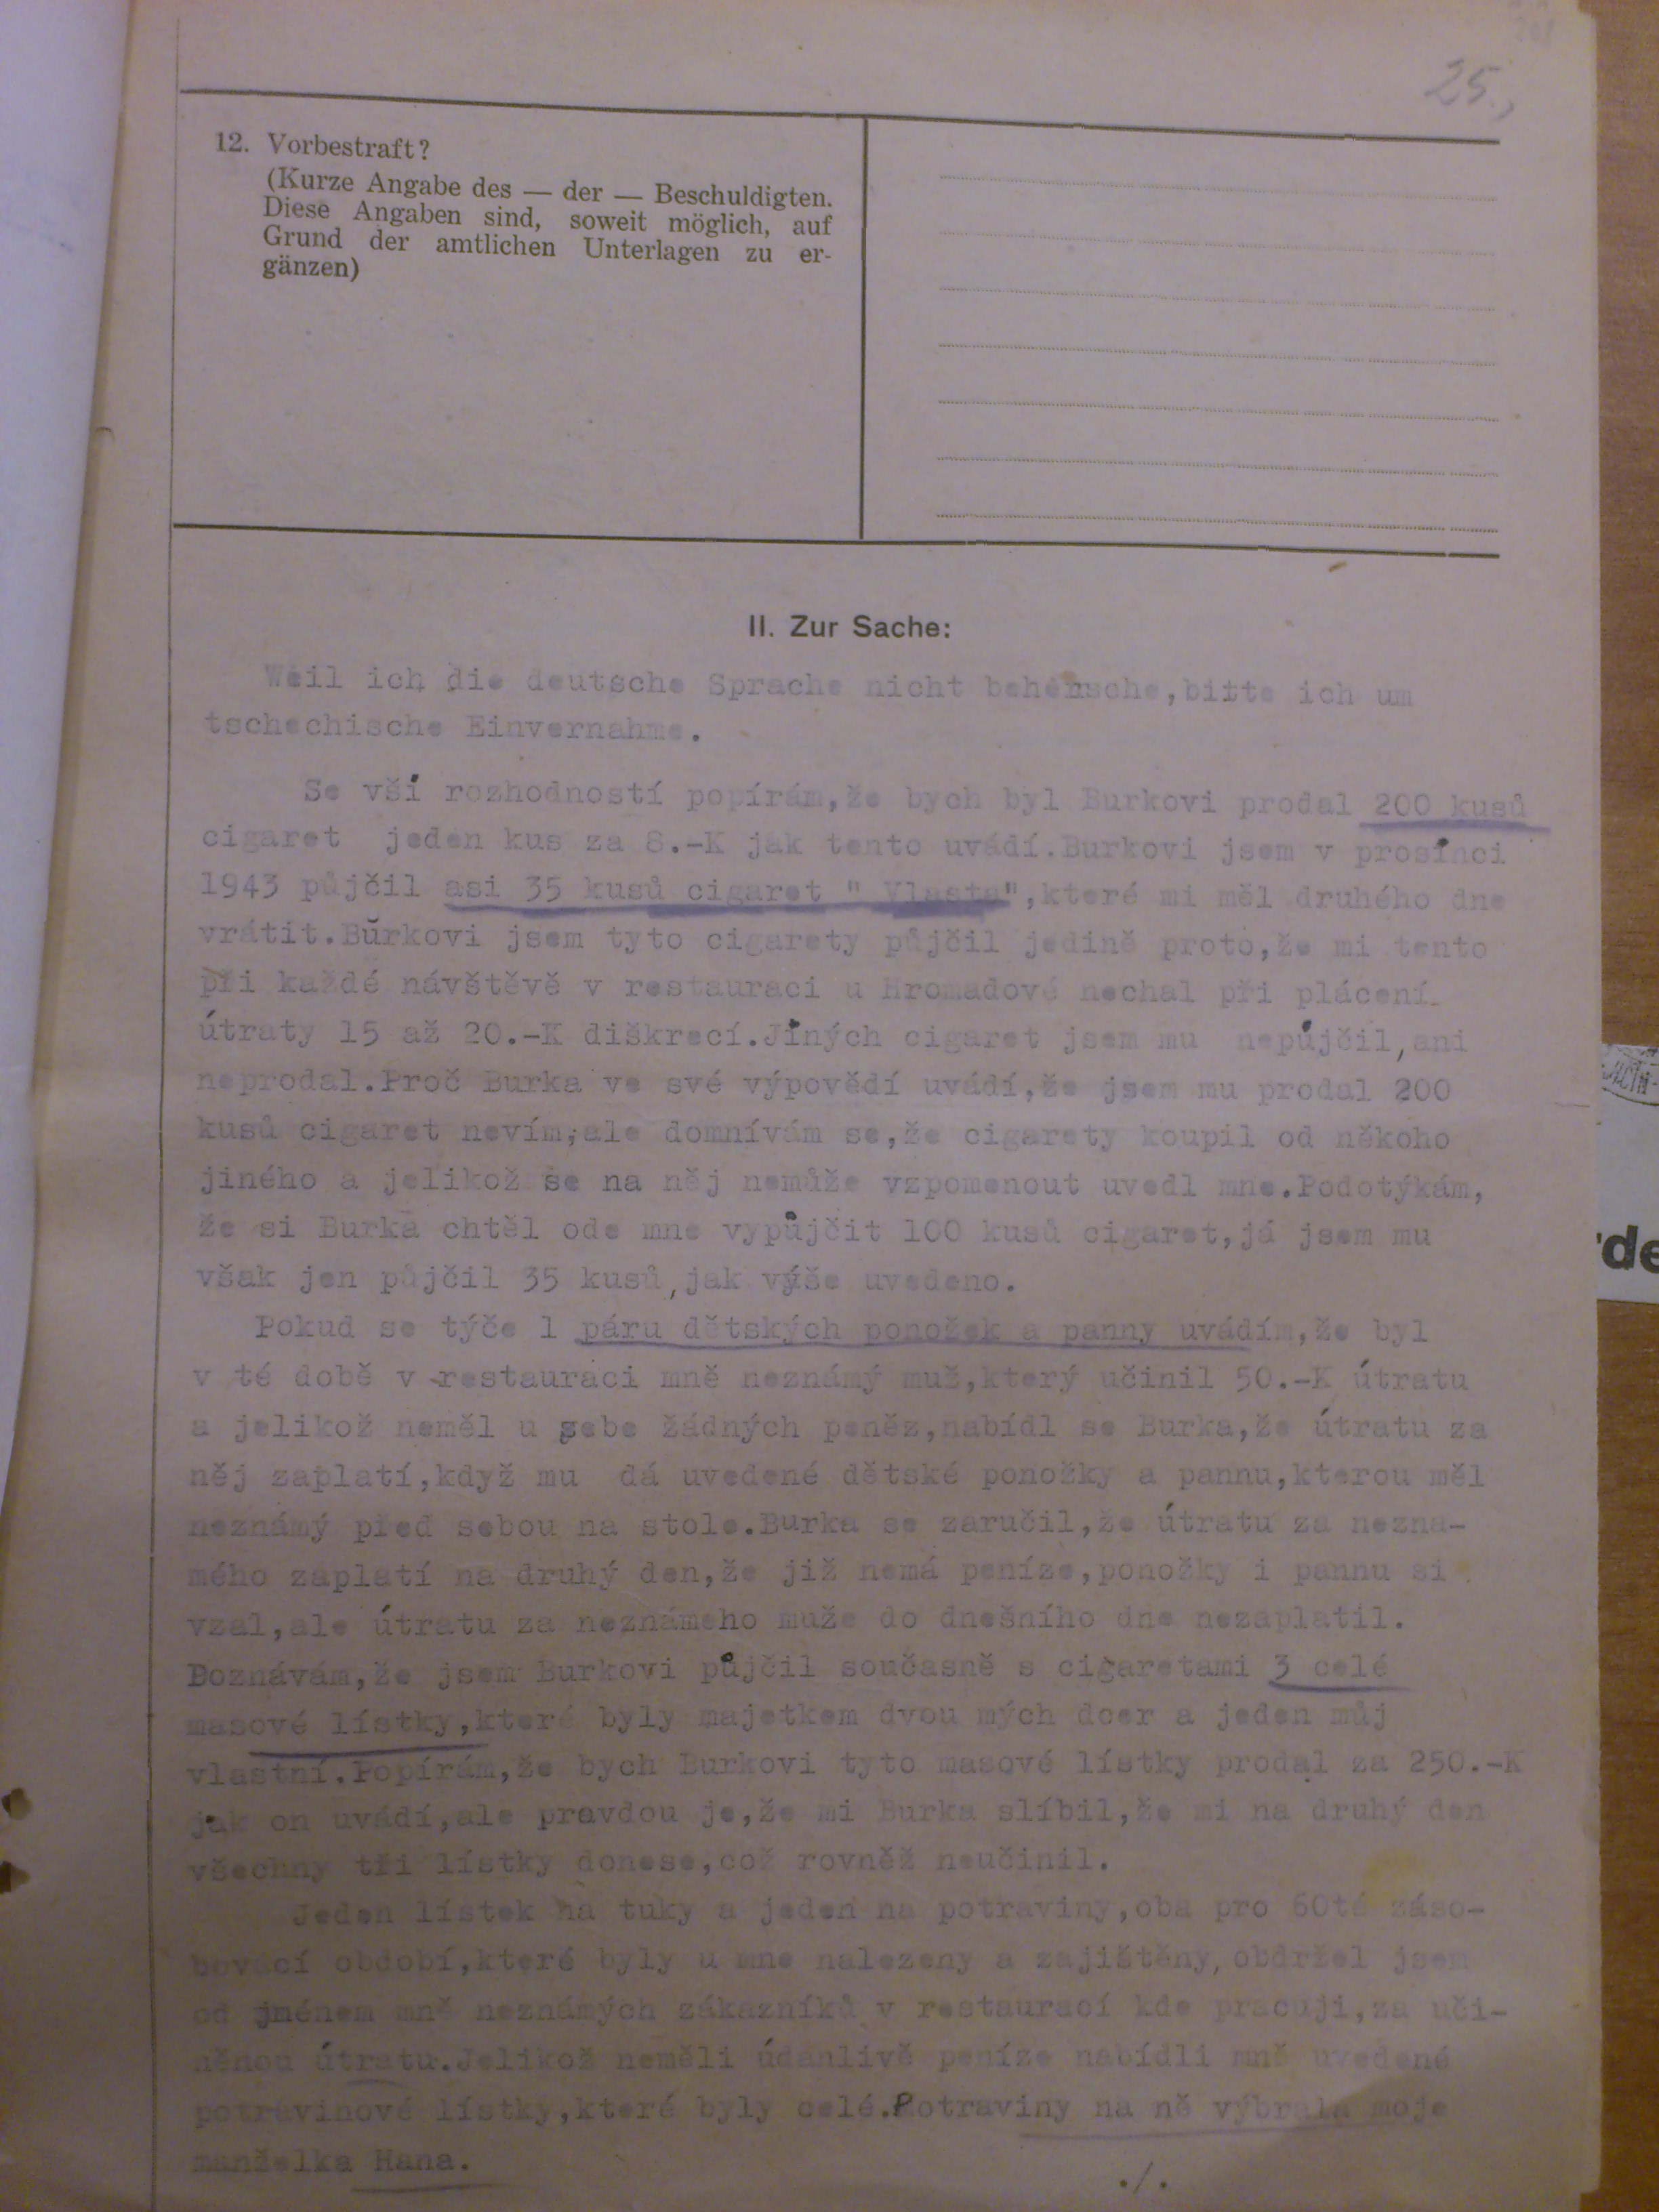 25.,
12. Vorbestraft?
(Kurze Angabe des — der — Beschuldigten.
Diese Angaben sind, soweit möglich, auf
Grund der amtlichen Unterlagen zu er-
gänzen)
II. Zur Sache:
Weil ich die deutsche Sprache nicht behérsche,bitte ich um
tschechische Einvernahme.
Se vší rozhodností popírám,že bych byl Burkovi prodal 200 kusů
cigaret jeden kus za 8.-K jak tento uvádí.Burkovi jsem v prosinci
1943 půjčil asi 35 kusů cigaret " Vlasta",které mi měl druhého dne
vrátit.Burkovi jsem tyto cigarety půjčil jedině proto,že mi tento
při každé návštěvě v restauraci u Hromadové nechal při plácení
útraty 15 až 20.-K diškrecí.Jiných cigaret jsem mu nepůjčil,ani
neprodal.Proč Burka ve své výpovědí uvádí,že jsem mu prodal 200
kusů cigaret nevím,ale domnívám se,že cigarety koupil od někoho
jiného a jelikož se na něj nemůže vzpomenout uvedl mne.Podotýkám,
že si Burka chtěl ode mne vypůjčit 100 kusů cigaret,já jsem mu
však jen půjčil 35 kusů,jak výše uvedeno.
Pokud se týče 1 páru dětských ponožek a panny uvádím,že byl
v té době v restauraci mně neznámý muž,který učinil 50.-K útratu
a jelikož neměl u sebe žádných peněz,nabídl se Burka,že útratu za
něj zaplatí,když mu dá uvedené dětské ponožky a pannu,kterou měl
neznámý před sebou na stole.Burka se zaručil,že útratu za nezná-
mého zaplatí na druhý den,že již nemá peníze,ponožky i pannu si
vzal,ale útratu za neznámeho muže do dnešního dne nezaplatil.
Doznávám,že jsem Burkovi půjčil současně s cigaretami 3 celé
masové lístky,které byly majetkem dvou mých dcer a jeden můj
vlastní.Popírám,že bych Burkovi tyto masové lístky prodal za 250.-K
jak on uvádí,ale pravdou je,že mi Burka slíbil,že mi na druhý den
všechny tři lístky donese,což rovněž neučinil.
Jeden lístek na tuky a jeden na potraviny,oba pro 60té záso-
bovací období,které byly u mne nalezeny a zajištěny,obdržel jsem
od jménem mně neznámých zákazníků v restaurací kde pracuji,za uči-
něnou útratu.Jelikož neměli údánlivě peníze nabídli mně uvedené
potravinové lístky,které byly celé.Potraviny na ně výbrala moje
manželka Hana.
./.